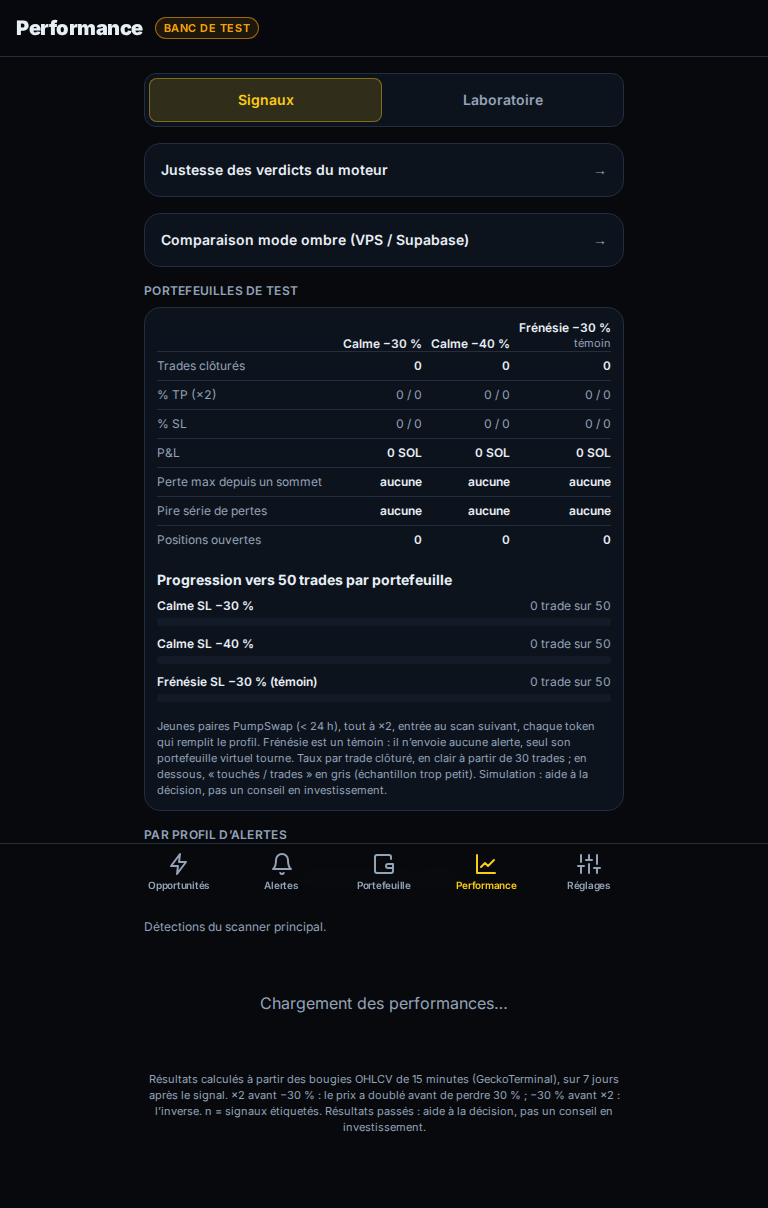 Performance BANC DE TEST
Signaux Laboratoire
Justesse des verdicts du moteur →
Comparaison mode ombre (VPS / Supabase) →
PORTEFEUILLES DE TEST
Calme −30 % Calme −40 % Frénésie −30 %
témoin
Trades clôturés 0 0 0
% TP (×2) 0 / 0 0 / 0 0 / 0
% SL 0 / 0 0 / 0 0 / 0
P&L 0 SOL 0 SOL 0 SOL
Perte max depuis un sommet aucune aucune aucune
Pire série de pertes aucune aucune aucune
Positions ouvertes 0 0 0
Progression vers 50 trades par portefeuille
Calme SL −30 % 0 trade sur 50
Calme SL −40 % 0 trade sur 50
Frénésie SL −30 % (témoin) 0 trade sur 50
Jeunes paires PumpSwap (< 24 h), tout à ×2, entrée au scan suivant, chaque token
qui remplit le profil. Frénésie est un témoin : il n’envoie aucune alerte, seul son
portefeuille virtuel tourne. Taux par trade clôturé, en clair à partir de 30 trades ; en
dessous, « touchés / trades » en gris (échantillon trop petit). Simulation : aide à la
décision, pas un conseil en investissement.
PAR PROFIL D’ALERTES
Opportunités Alertes Portefeuille Performance Réglages
Détections du scanner principal.
Chargement des performances...
Résultats calculés à partir des bougies OHLCV de 15 minutes (GeckoTerminal), sur 7 jours
après le signal. ×2 avant −30 % : le prix a doublé avant de perdre 30 % ; −30 % avant ×2 :
l’inverse. n = signaux étiquetés. Résultats passés : aide à la décision, pas un conseil en
investissement.